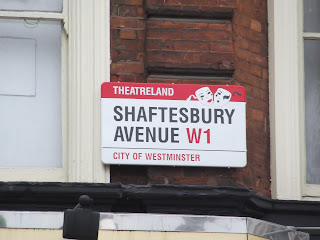 THEATRELAND
SHAFTESBURY
AVENUE W1
CITY OF WESTMINSTER